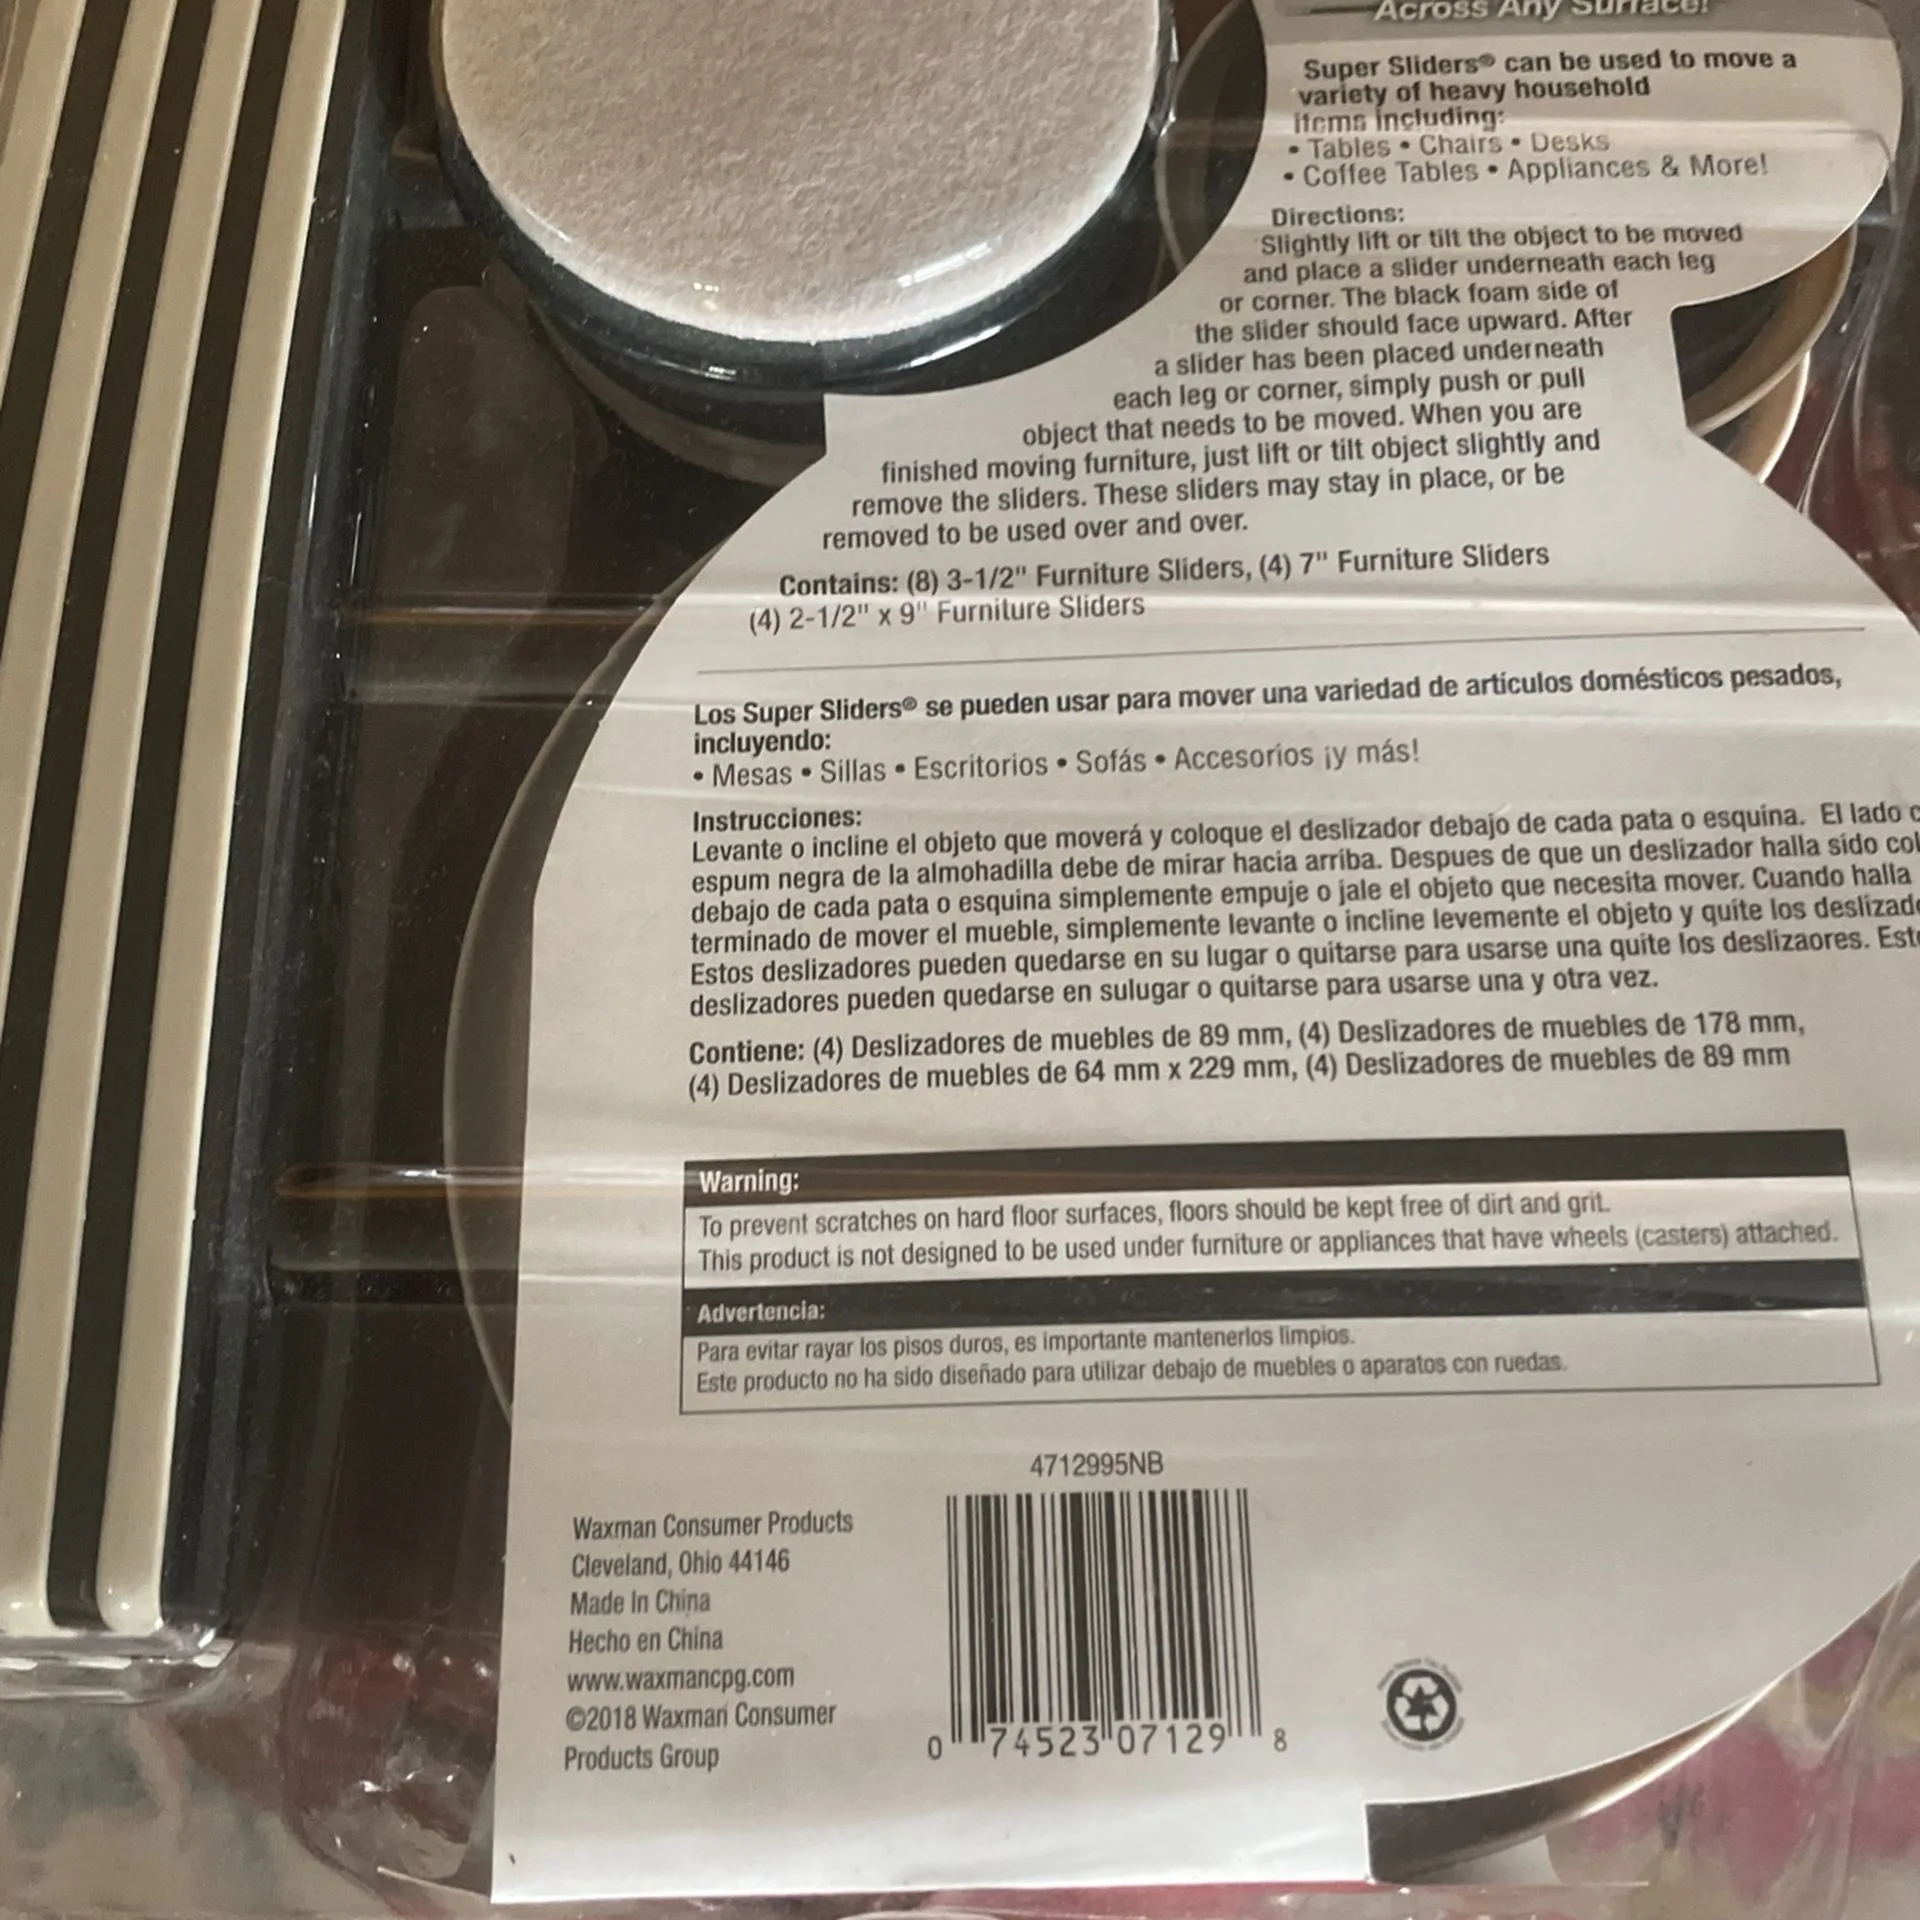 Across Any Surface!
Super Sliders® can be used to move a
variety of heavy household
items including:
• Tables • Chairs • Desks
• Coffee Tables • Appliances & More!
Directions:
Slightly lift or tilt the object to be moved
and place a slider underneath each leg
or corner. The black foam side of
the slider should face upward. After
a slider has been placed underneath
each leg or corner, simply push or pull
object that needs to be moved. When you are
finished moving furniture, just lift or tilt object slightly and
remove the sliders. These sliders may stay in place, or be
removed to be used over and over.
Contains: (8) 3-1/2" Furniture Sliders, (4) 7" Furniture Sliders
(4) 2-1/2" x 9" Furniture Sliders
Los Super Sliders® se pueden usar para mover una variedad de artículos domésticos pesados,
incluyendo:
• Mesas • Sillas • Escritorios • Sofás • Accesorios ¡y más!
Instrucciones:
Levante o incline el objeto que moverá y coloque el deslizador debajo de cada pata o esquina. El lado
espum negra de la almohadilla debe de mirar hacia arriba. Despues de que un deslizador halla sido
debajo de cada pata o esquina simplemente empuje o jale el objeto que necesita mover. Cuando halla
terminado de mover el mueble, simplemente levante o incline levemente el objeto y quite los
Estos deslizadores pueden quedarse en su lugar o quitarse para usarse una quite los deslizaores.
deslizadores pueden quedarse en sulugar o quitarse para usarse una y otra vez.
Contiene: (4) Deslizadores de muebles de 89 mm, (4) Deslizadores de muebles de 178 mm,
(4) Deslizadores de muebles de 64 mm x 229 mm, (4) Deslizadores de muebles de 89 mm
Warning:
To prevent scratches on hard floor surfaces, floors should be kept free of dirt and grit.
This product is not designed to be used under furniture or appliances that have wheels (casters) attached.
Advertencia:
Para evitar rayar los pisos duros, es importante mantenerlos limpios.
Este producto no ha sido diseñado para utilizar debajo de muebles o aparatos con ruedas.
4712995NB
Waxman Consumer Products
Cleveland, Ohio 44146
Made In China
Hecho en China
www.waxmancpg.com
©2018 Waxman Consumer
Products Group
0 74523 07129 8